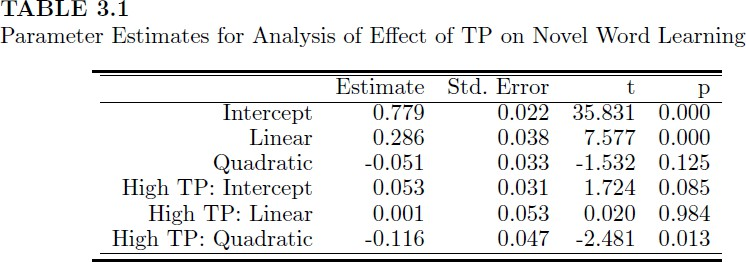 TABLE 3.1
Parameter Estimates for Analysis of Effect of TP on Novel Word Learning
Estimate Std. Error t p
Intercept 0.779 0.022 35.831 0.000
Linear 0.286 0.038 7.577 0.000
Quadratic -0.051 0.033 -1.532 0.125
High TP: Intercept 0.053 0.031 1.724 0.085
High TP: Linear 0.001 0.053 0.020 0.984
High TP: Quadratic -0.116 0.047 -2.481 0.013